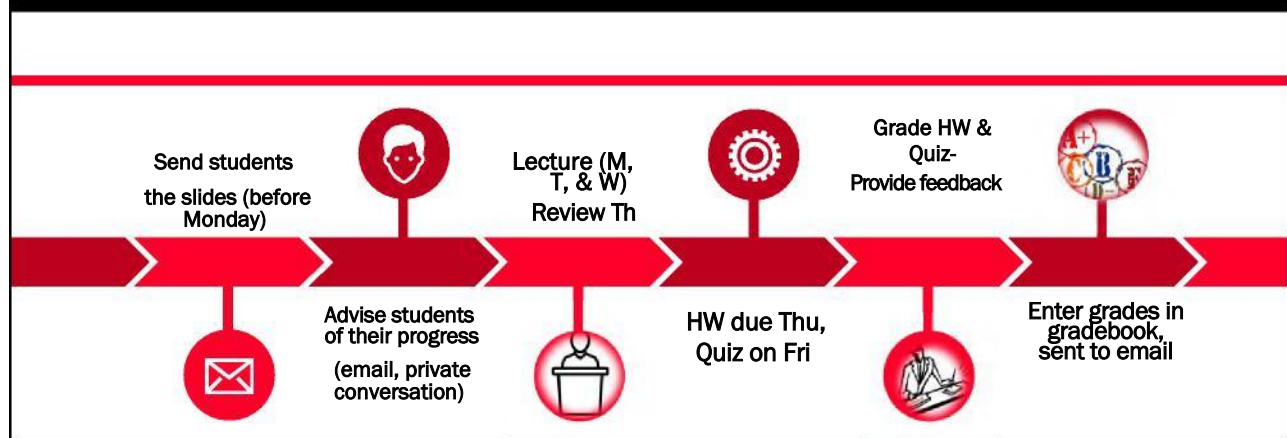 Send students
the slides (before
Monday)
Advise students
of their progress
(email, private
conversation)
Lecture (M,
T, & W)
Review Th
HW due Thu,
Quiz on Fri
Grade HW &
Quiz-
Provide feedback
A+
B
C
D-
F
Enter grades in
gradebook,
sent to email